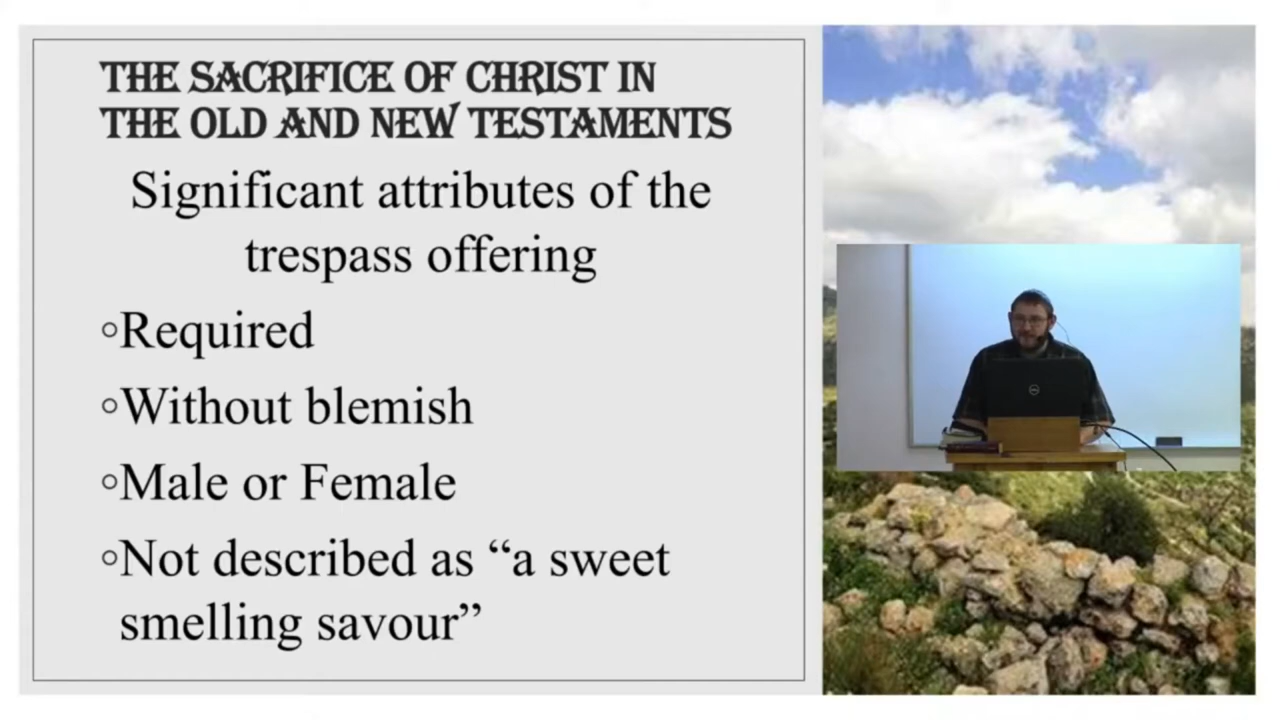 THE SACRIFICE OF CHRIST IN
THE OLD AND NEW TESTAMENTS
Significant attributes of the
trespass offering
◦Required
◦Without blemish
◦Male or Female
◦Not described as “a sweet
smelling savour”